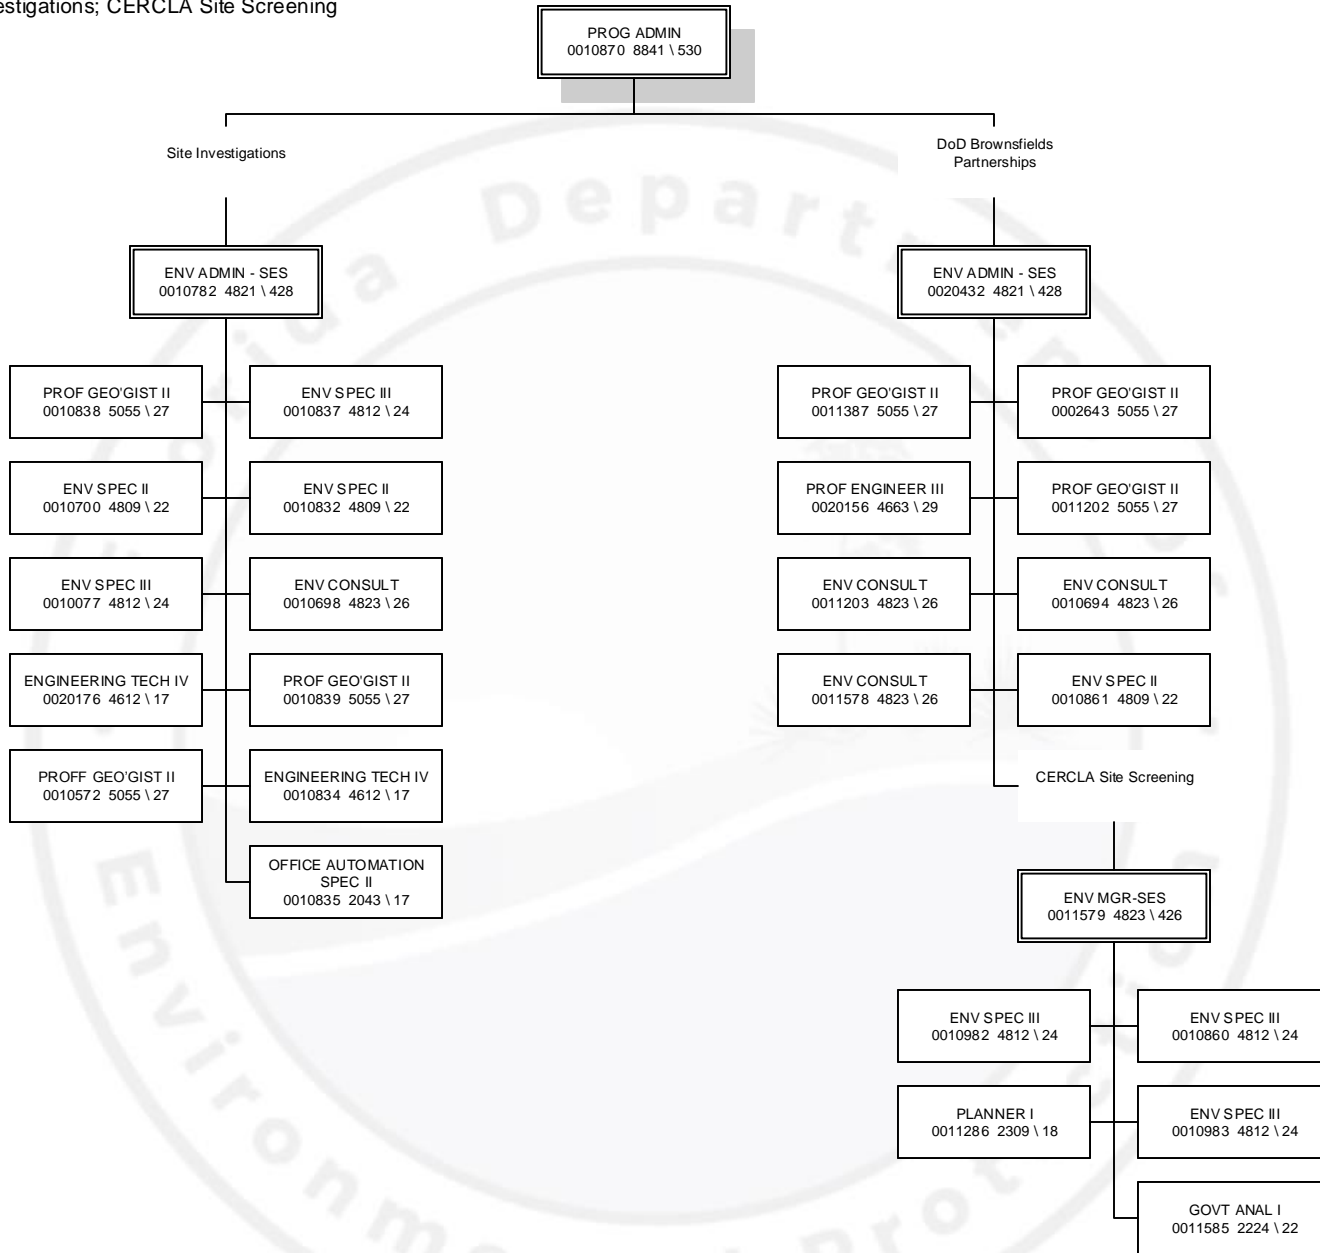 estigations; CERCLA Site Screening
PROG ADMIN
0010870 8841 \ 530
Site Investigations
DoD Brownsfields
Partnerships
ENV ADMIN - SES
0010782 4821 \ 428
ENV ADMIN - SES
0020432 4821 \ 428
PROF GEO'GIST II
0010838 5055 \ 27
ENV SPEC III
0010837 4812 \ 24
PROF GEO'GIST II
0011387 5055 \ 27
PROF GEO'GIST II
0002643 5055 \ 27
ENV SPEC II
0010700 4809 \ 22
ENV SPEC II
0010832 4809 \ 22
PROF ENGINEER III
0020156 4663 \ 29
PROF GEO'GIST II
0011202 5055 \ 27
ENV SPEC III
0010077 4812 \ 24
ENV CONSULT
0010698 4823 \ 26
ENV CONSULT
0011203 4823 \ 26
ENV CONSULT
0010694 4823 \ 26
ENGINEERING TECH IV
0020176 4612 \ 17
PROF GEO'GIST II
0010839 5055 \ 27
ENV CONSULT
0011578 4823 \ 26
ENV SPEC II
0010861 4809 \ 22
PROFF GEO'GIST II
0010572 5055 \ 27
ENGINEERING TECH IV
0010834 4612 \ 17
CERCLA Site Screening
OFFICE AUTOMATION
SPEC II
0010835 2043 \ 17
ENV MGR-SES
0011579 4823 \ 426
ENV SPEC III
0010982 4812 \ 24
ENV SPEC III
0010860 4812 \ 24
PLANNER I
0011286 2309 \ 18
ENV SPEC III
0010983 4812 \ 24
GOVT ANAL I
0011585 2224 \ 22